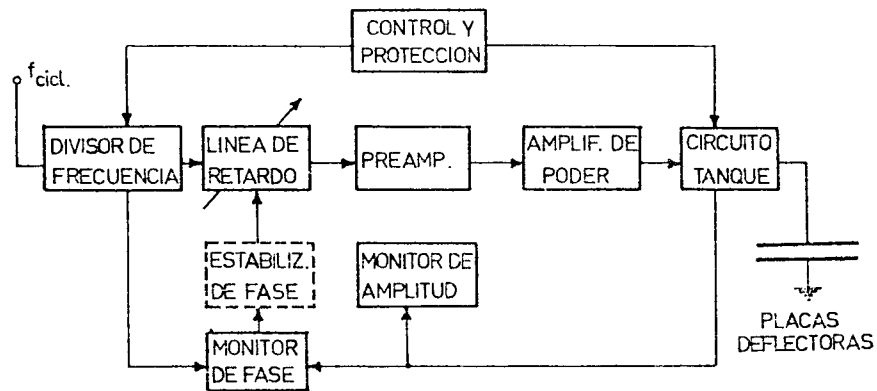 CONTROL Y
PROTECCION
fcicl.
DIVISOR DE
FRECUENCIA
LINEA DE
RETARDO
PREAMP.
AMPLIF. DE
PODER
CIRCUITO
TANQUE
ESTABILIZ.
DE FASE
MONITOR DE
AMPLITUD
MONITOR
DE FASE
PLACAS
DEFLECTORAS